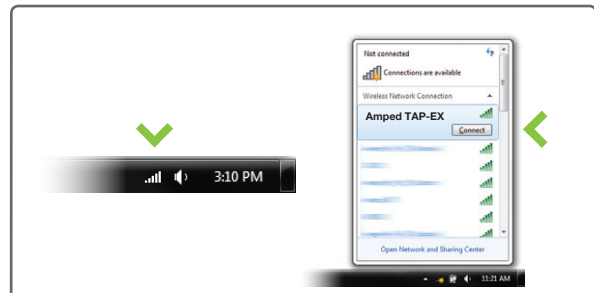 3:10 PM
Not connected
Connections are available
Wireless Network Connection
Amped TAP-EX
Connect
Open Network and Sharing Center
11:21 AM